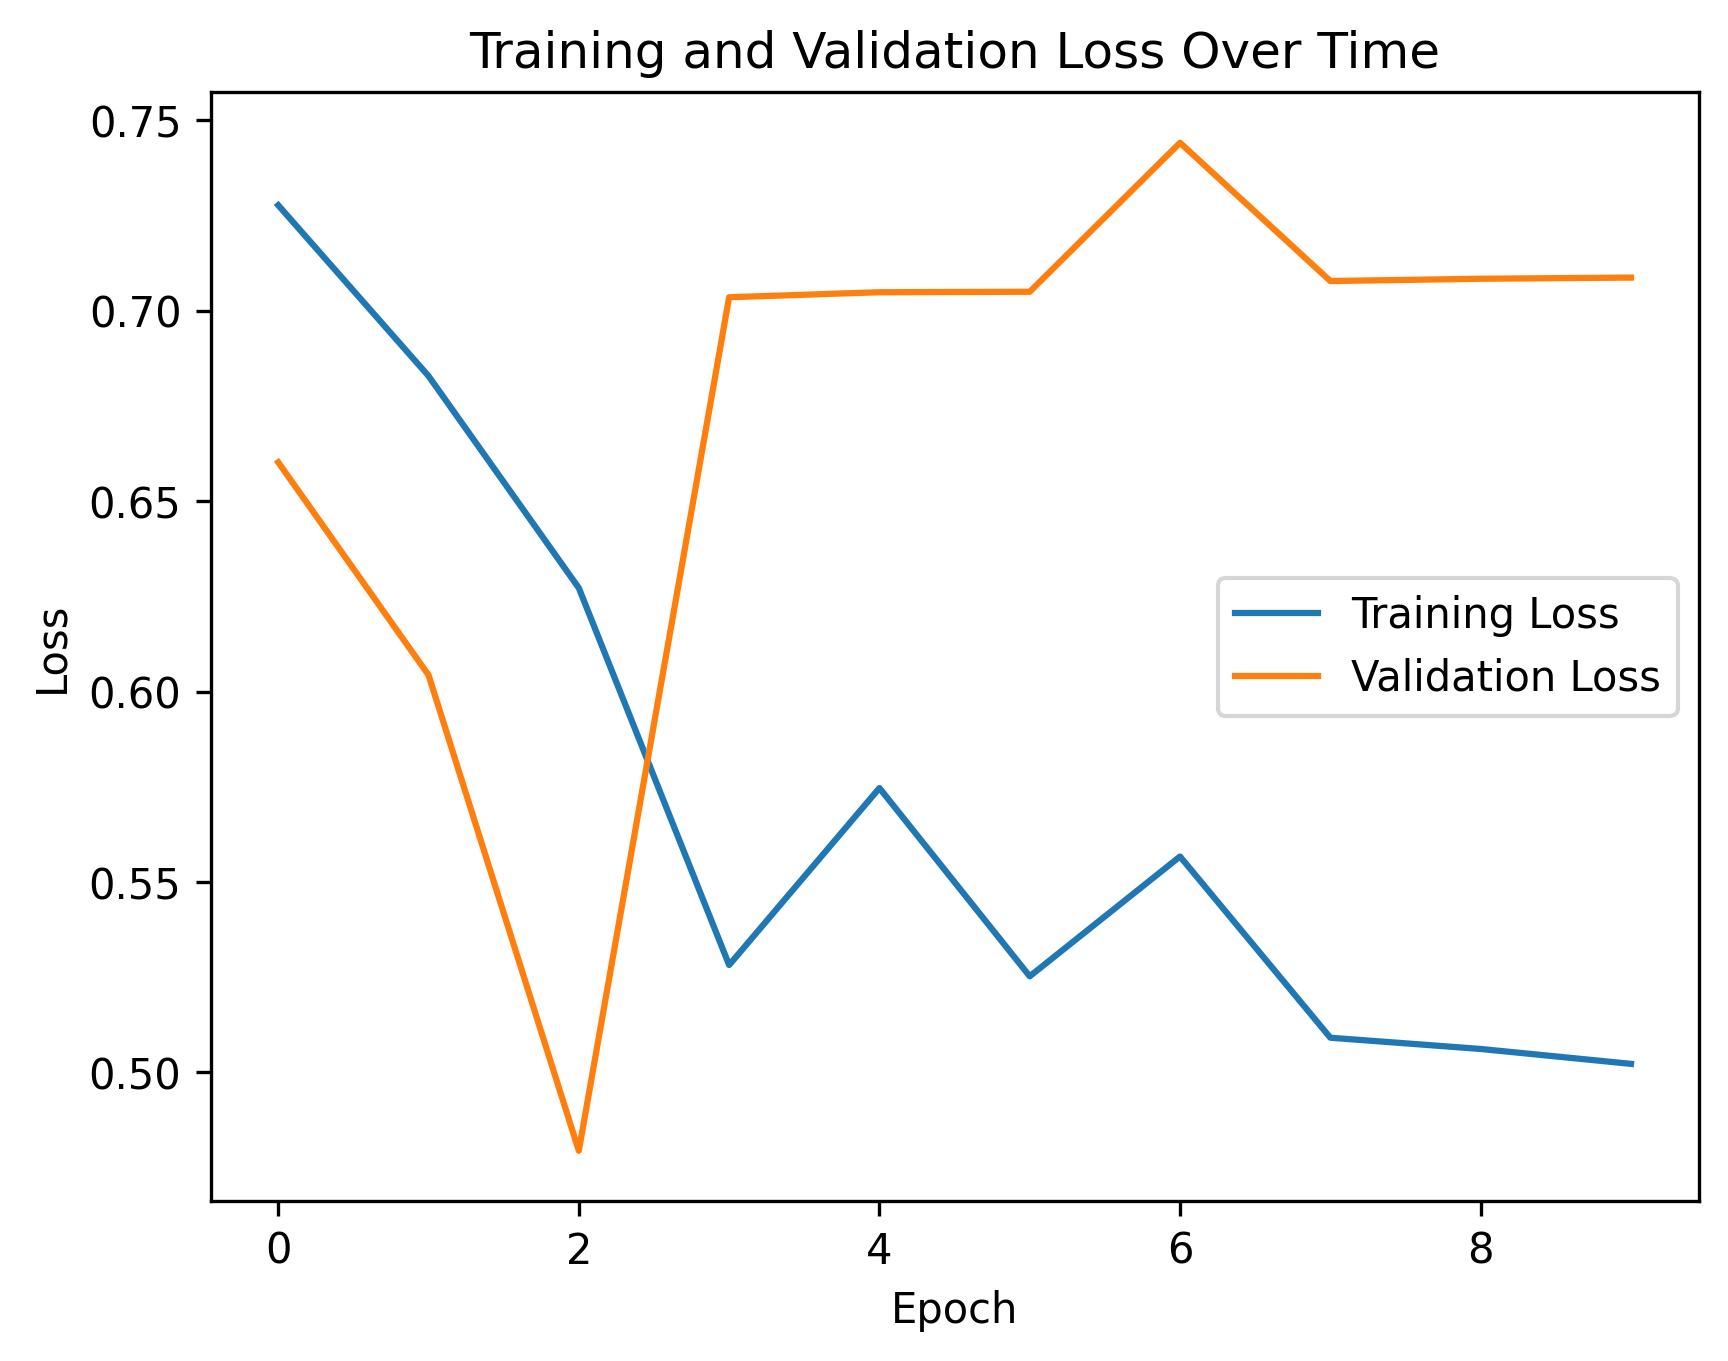 Training and Validation Loss Over Time
0.75
0.70
0.65
0.60
0.55
0.50
Loss
Training Loss
Validation Loss
0 2 4 6 8
Epoch